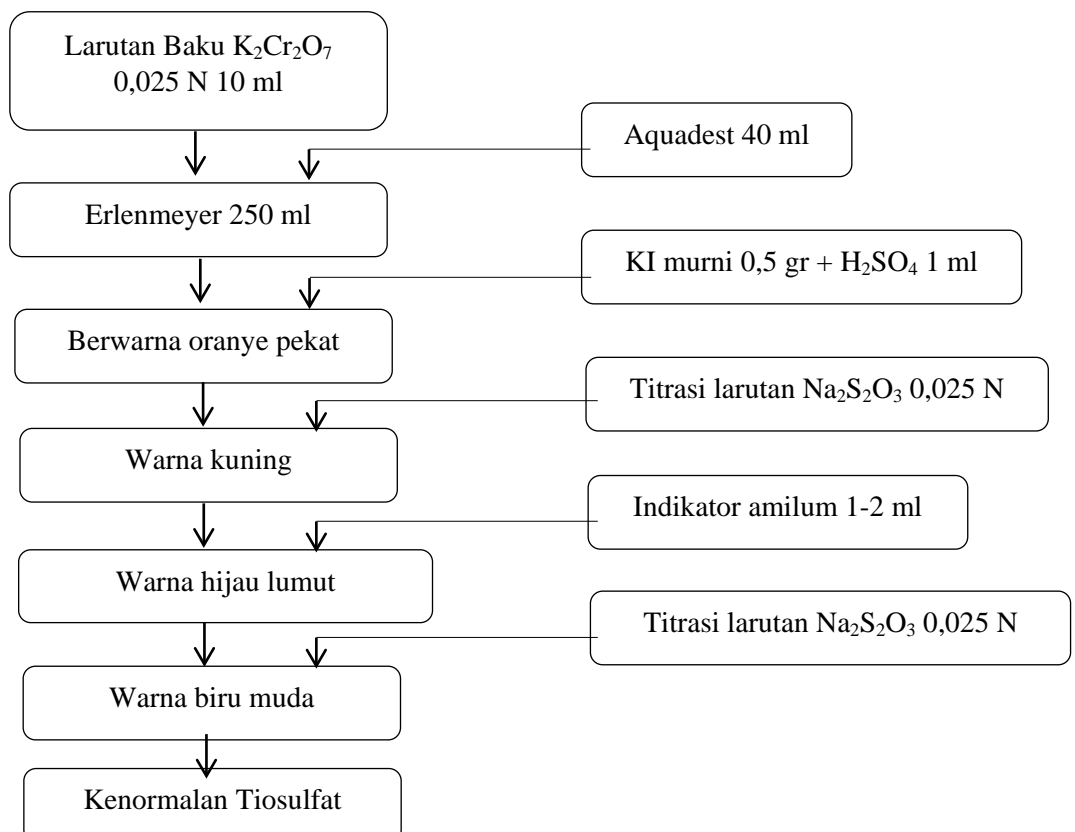 Larutan Baku K₂Cr₂O₇
0,025 N 10 ml
Aquadest 40 ml
Erlenmeyer 250 ml
KI murni 0,5 gr + H₂SO₄ 1 ml
Berwarna oranye pekat
Titrasi larutan Na₂S₂O₃ 0,025 N
Warna kuning
Indikator amilum 1-2 ml
Warna hijau lumut
Titrasi larutan Na₂S₂O₃ 0,025 N
Warna biru muda
Kenormalan Tiosulfat